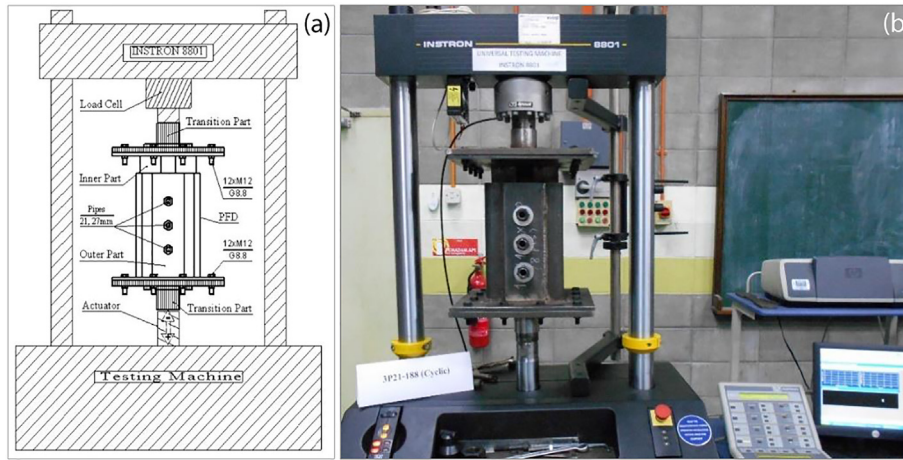 (a)
INSTRON 8801
Load Cell
Transition Part
Inner Part
12xM12
G8.8
Pipes
21, 27mm
PFD
Outer Part
12xM12
G8.8
Actuator
Transition Part
Testing Machine
(b)
INSTRON 8801
UNIVERSAL TESTING MACHINE
INSTRON 8801
3P21-188 (Cyclic)